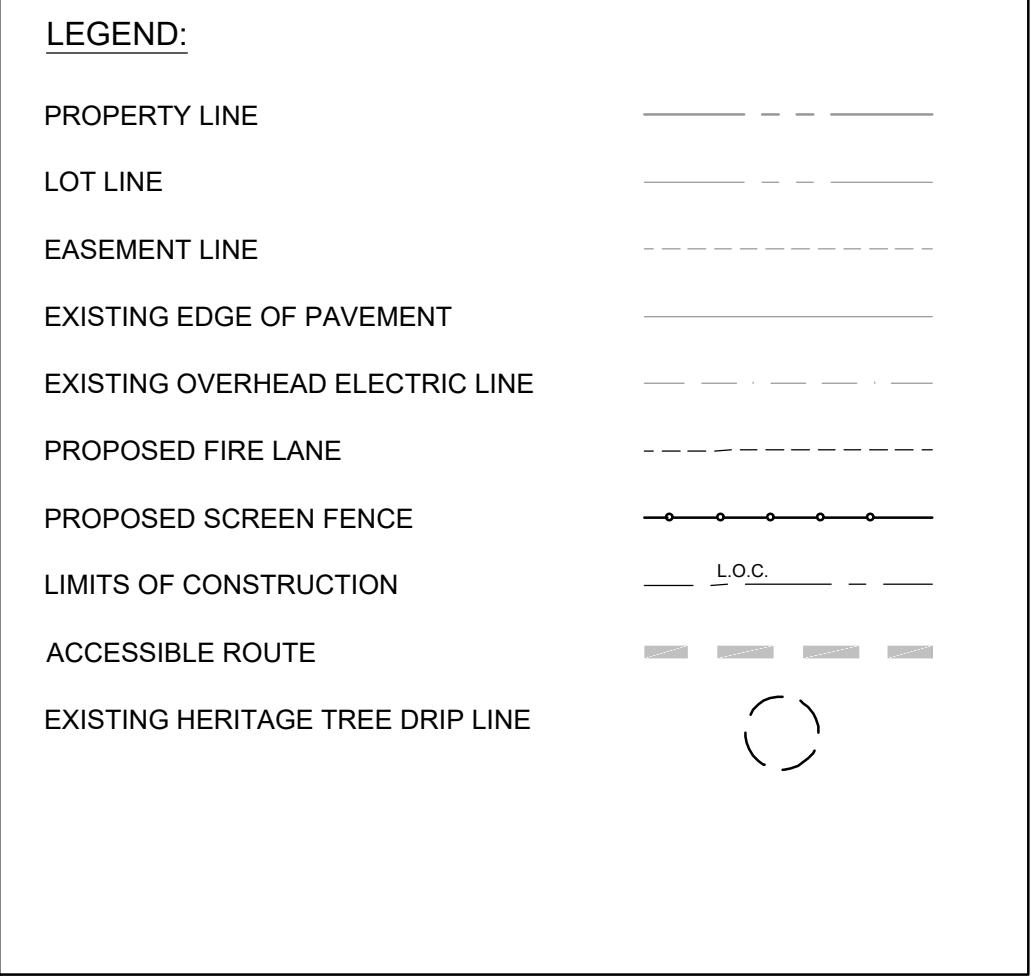 LEGEND:
PROPERTY LINE
LOT LINE
EASEMENT LINE
EXISTING EDGE OF PAVEMENT
EXISTING OVERHEAD ELECTRIC LINE
PROPOSED FIRE LANE
PROPOSED SCREEN FENCE
LIMITS OF CONSTRUCTION L.O.C.
ACCESSIBLE ROUTE
EXISTING HERITAGE TREE DRIP LINE